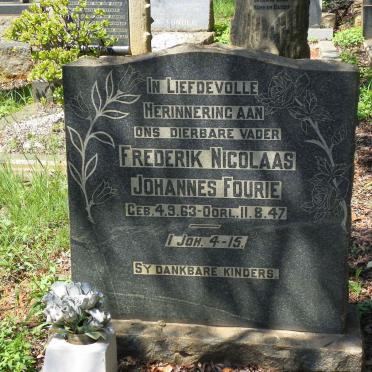 In Liefdevolle
Herinnering aan
ons dierbare vader
Frederik Nicolaas
Johannes Fourie
Geb. 4.9.63-Oorl. 11.8.47
1 Joh. 4-15.
Sy dankbare kinders.